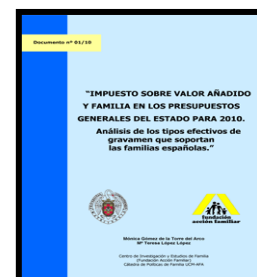 Documento nº 01/10
"IMPUESTO SOBRE VALOR AÑADIDO
Y FAMILIA EN LOS PRESUPUESTOS
GENERALES DEL ESTADO PARA 2010.
Análisis de los tipos efectivos de
gravamen que soportan
las familias españolas."
fundación
acción familiar
Mónica Gómez de la Torre del Arco
Mª Teresa López López
Centro de Investigación y Estudios de Familia
(Fundación Acción Familiar)
Cátedra de Políticas de Familia UCM-AFA